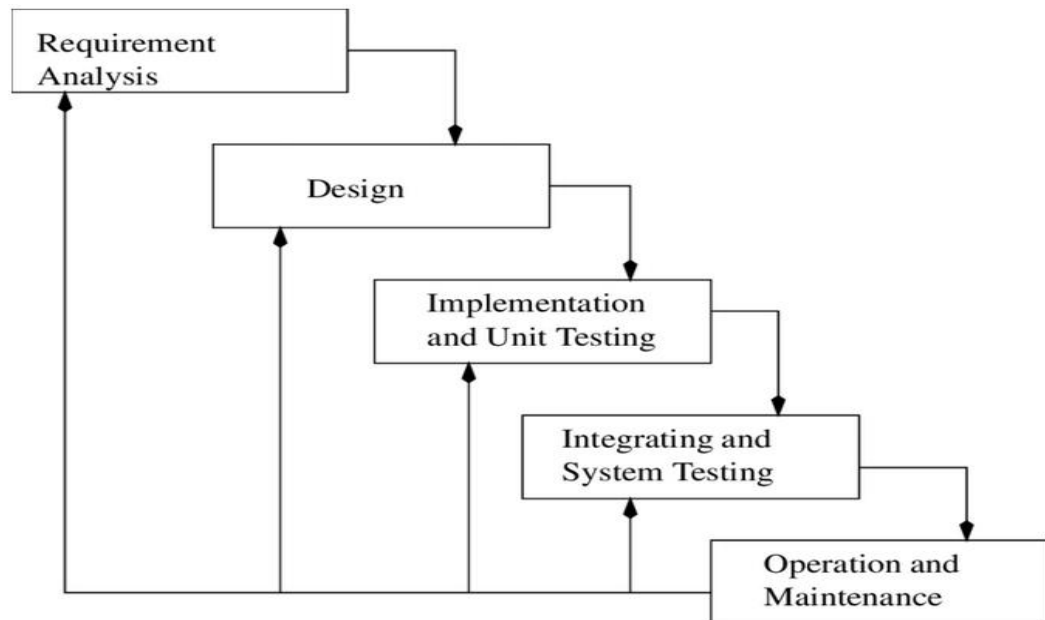 Requirement
Analysis
Design
Implementation
and Unit Testing
Integrating and
System Testing
Operation and
Maintenance